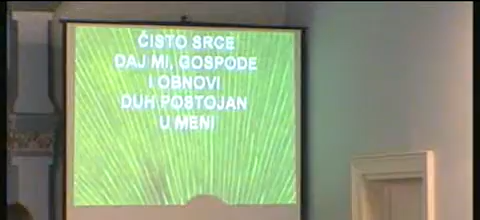 ČISTO SRCE
DAJ MI, GOSPODE
I OBNOVI
DUH POSTOJAN
U MENI